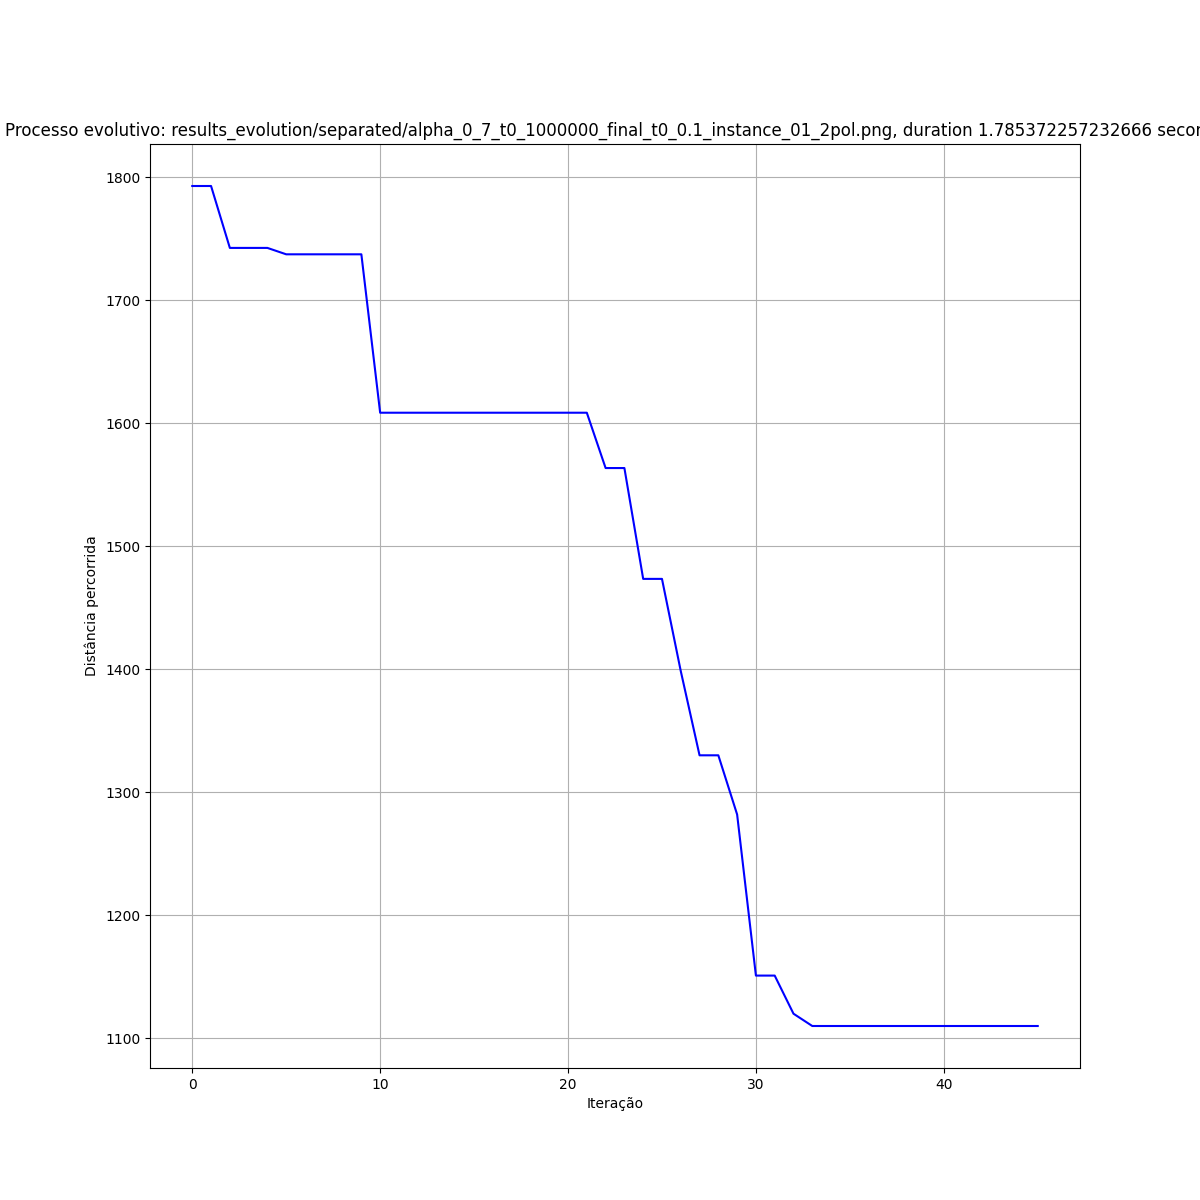 Processo evolutivo: results_evolution/separated/alpha_0_7_t0_1000000_final_t0_0.1_instance_01_2pol.png, duration 1.785372257232666
1800
1700
1600
1500
1400
1300
1200
1100
Distância percorrida
0 10 20 30 40
Iteração